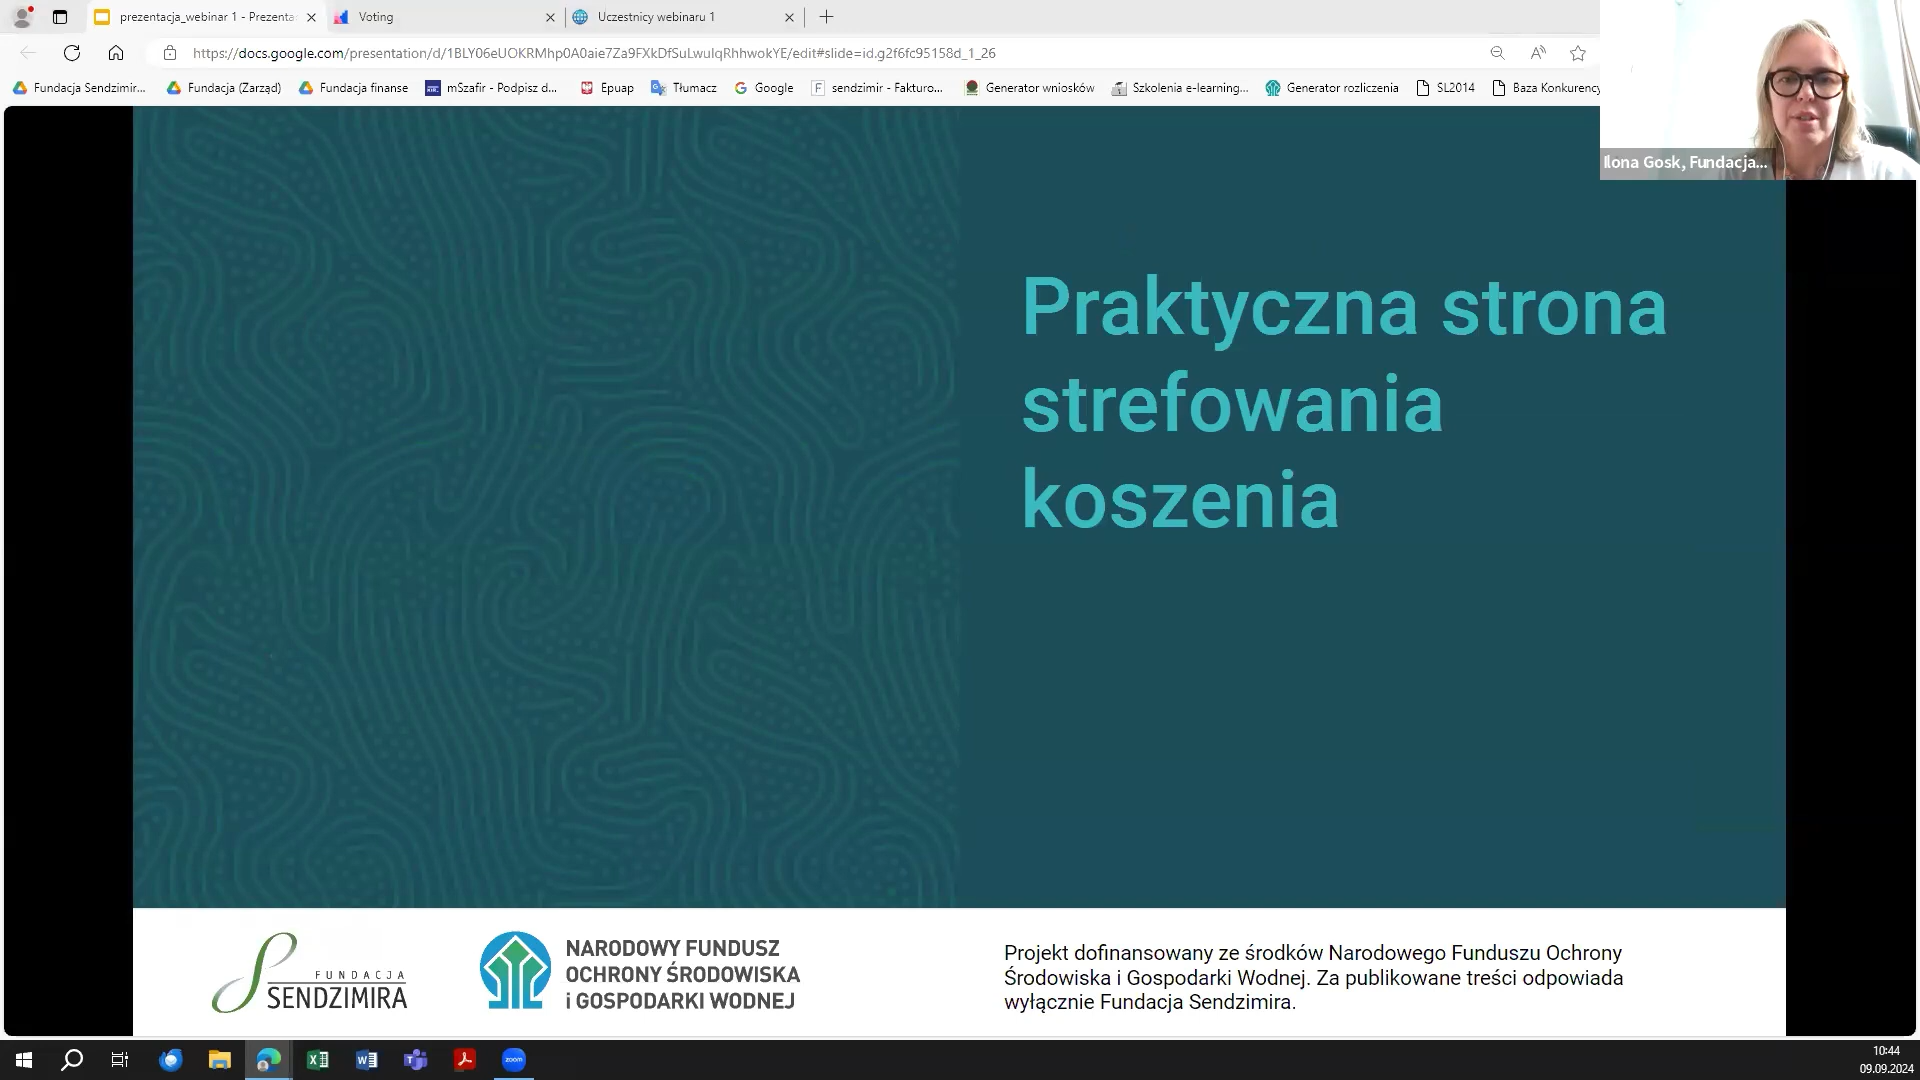 prezentacja_webinar 1 - Prezenta
Voting
Uczestnicy webinaru 1
https://docs.google.com/presentation/d/1BLY06eUOKRMhp0A0aie7Za9FXkDfSuLwulqRhhwokYE/edit#slide=id.g2f6fc95158d_1_26
Fundacja Sendzimir...
Fundacja (Zarząd)
Fundacja finanse
mSzafir - Podpisz d...
Epuap
Tłumacz
Google
sendzimir - Fakturo...
Generator wniosków
Szkolenia e-learning...
Generator rozliczenia
SL2014
Baza Konkurency
Ilona Gosk, Fundacja...
Praktyczna strona
strefowania
koszenia
FUNDACJA
SENDZIMIRA
NARODOWY FUNDUSZ
OCHRONY ŚRODOWISKA
i GOSPODARKI WODNEJ
Projekt dofinansowany ze środków Narodowego Funduszu Ochrony
Środowiska i Gospodarki Wodnej. Za publikowane treści odpowiada
wyłącznie Fundacja Sendzimira.
zoom
10:44
09.09.2024